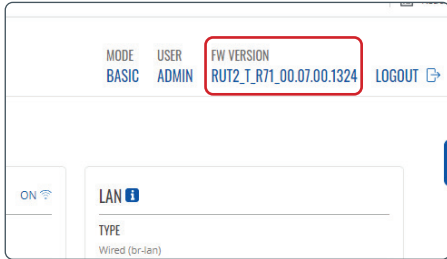 MODE USER FW VERSION
BASIC ADMIN RUT2_T_R71_00.07.00.1324 LOGOUT
ON
LAN
TYPE
Wired (br-lan)